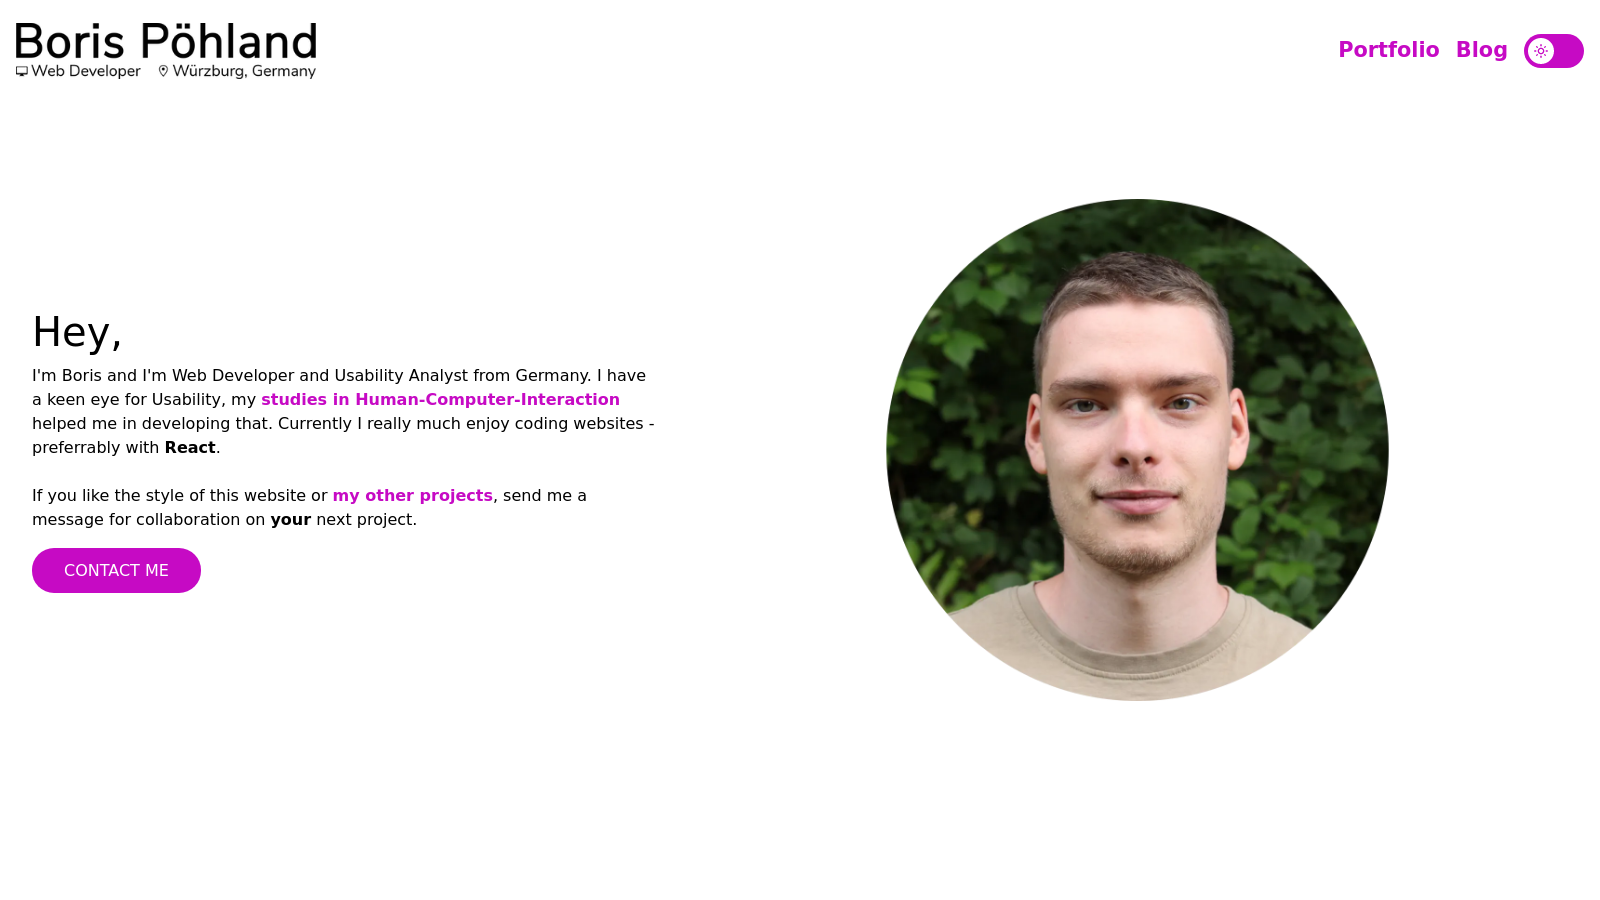 Boris Pöhland
Web Developer Würzburg, Germany
Portfolio Blog
Hey,
I'm Boris and I'm Web Developer and Usability Analyst from Germany. I have
a keen eye for Usability, my studies in Human-Computer-Interaction
helped me in developing that. Currently I really much enjoy coding websites -
preferrably with React.
If you like the style of this website or my other projects, send me a
message for collaboration on your next project.
CONTACT ME